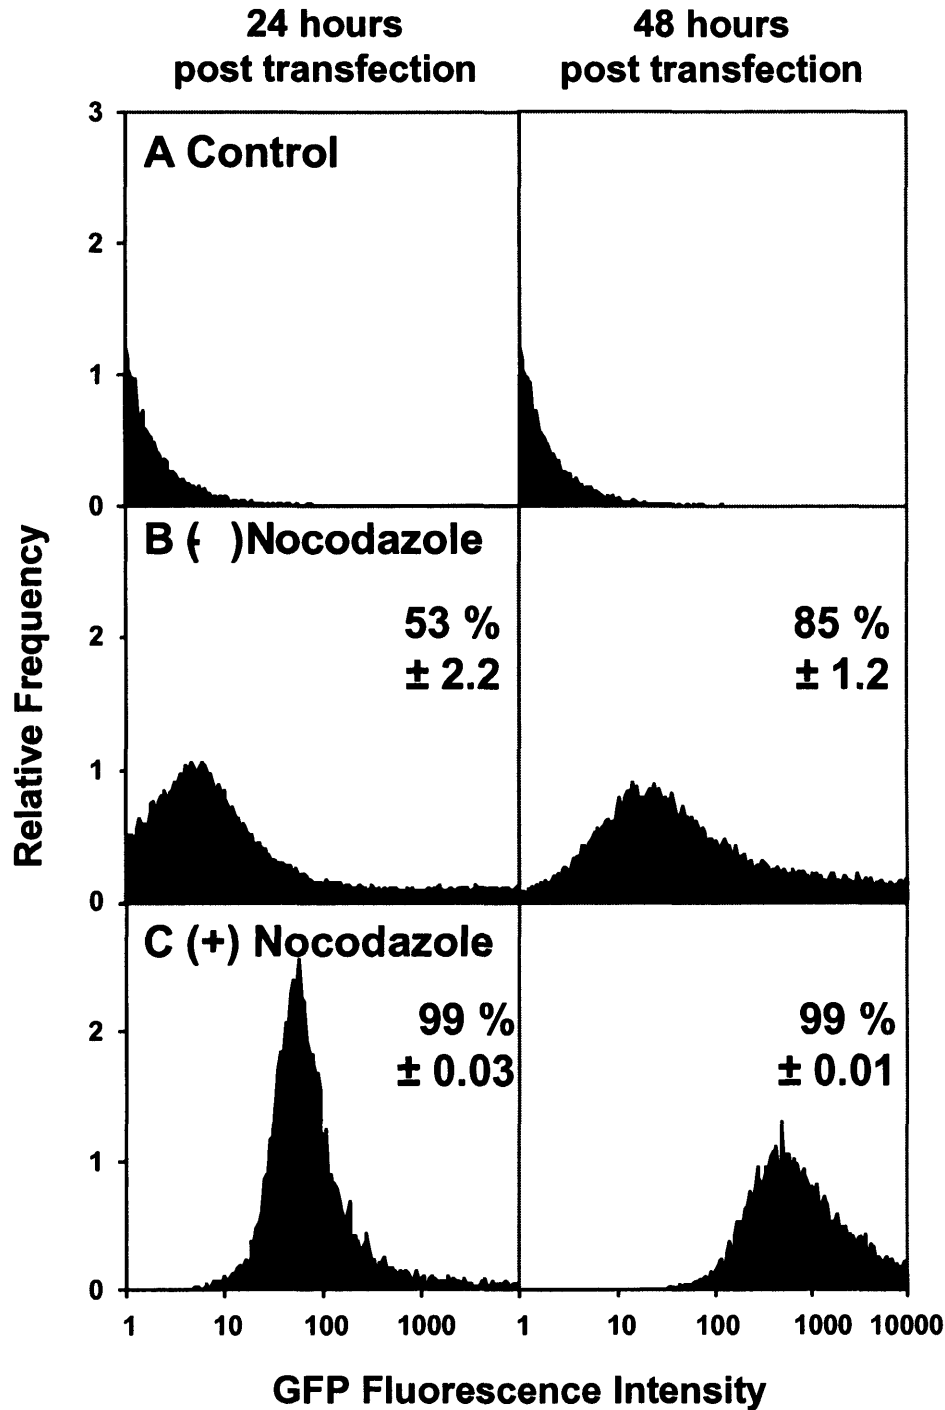 24 hours
post transfection
48 hours
post transfection
3
A Control
2
1
0
B (- )Nocodazole
53 %
± 2.2
85 %
± 1.2
2
1
0
C (+) Nocodazole
99 %
± 0.03
99 %
± 0.01
2
1
0
1 10 100 1000 1 10 100 1000 10000
Relative Frequency
GFP Fluorescence Intensity